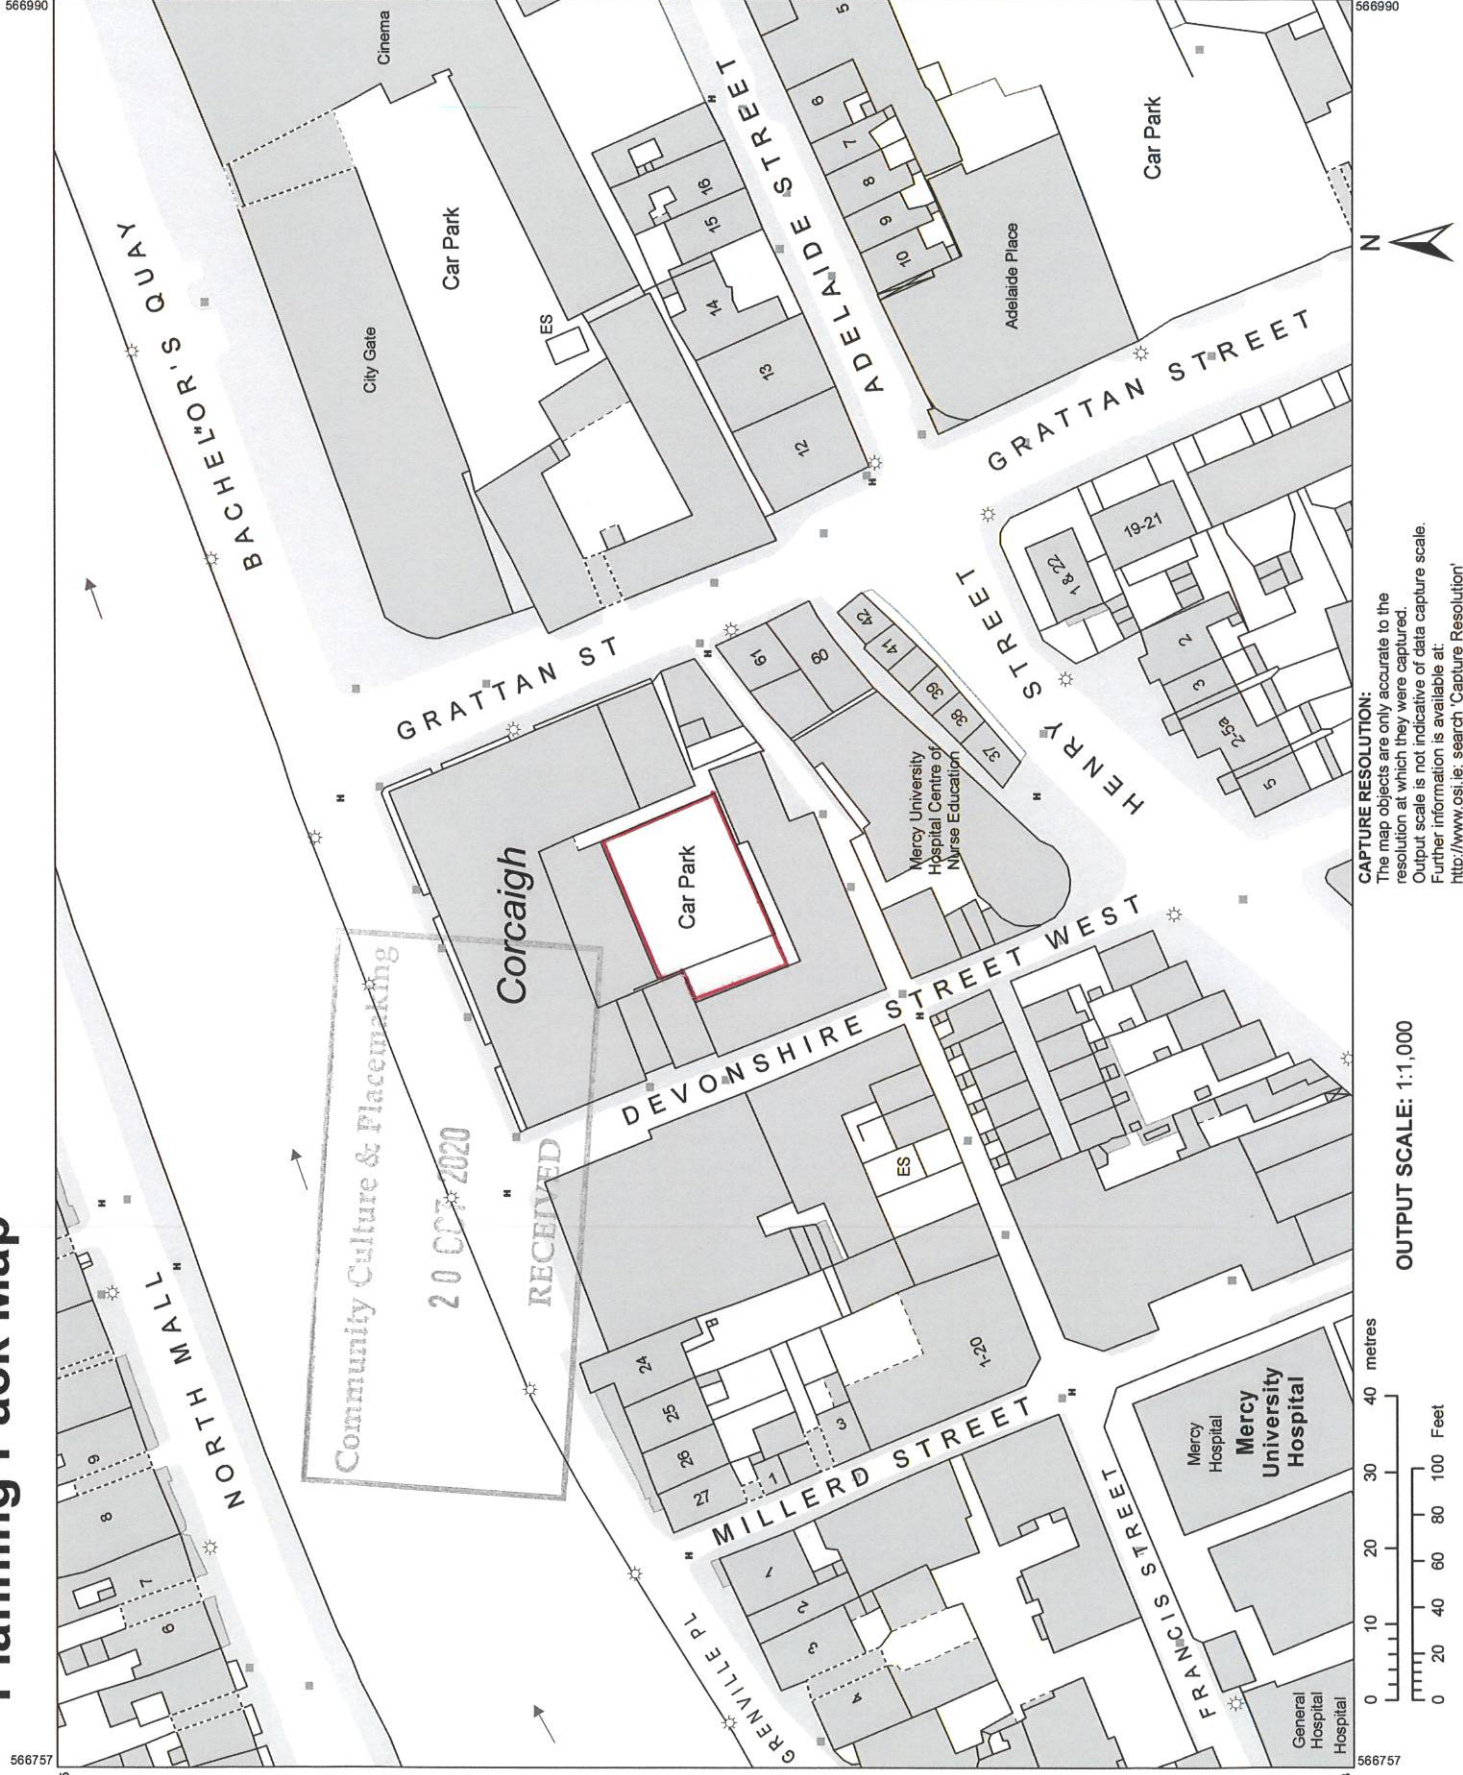 566990
566990
Cinema
Car Park
City Gate
ES
BACHELOR'S QUAY
ADELAIDE STREET
5
6
7
8
9
10
16
15
14
13
12
Adelaide Place
Car Park
N
GRATTAN STREET
GRATTAN ST
61
60
42
41
39
38
37
HENRY STREET
1 & 22
19-21
2
3
2-5a
5
Mercy University
Hospital Centre of
Nurse Education
Corcaigh
Car Park
DEVONSHIRE STREET WEST
CAPTURE RESOLUTION:
The map objects are only accurate to the
resolution at which they were captured.
Output scale is not indicative of data capture scale.
Further information is available at:
http://www.osi.ie; search 'Capture Resolution'
Community Culture & Placemaking
20 OCT 2020
RECEIVED
NORTH MALL
9
8
7
6
24
25
26
27
1
3
1-20
ES
MILLERD STREET
1
2
3
4
GRENVILLE PL
FRANCIS STREET
Mercy
Hospital
Mercy
University
Hospital
General
Hospital
Hospital
OUTPUT SCALE: 1:1,000
0 10 20 30 40 metres
0 20 40 60 80 100 Feet
566757
566757